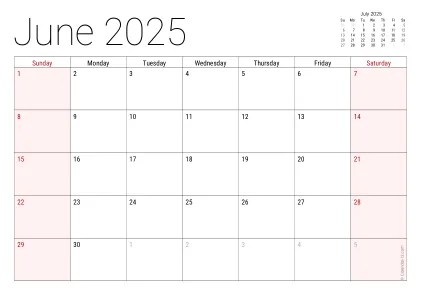 June 2025
July 2025
Su Mo Tu We Th Fr Sa
1 2 3 4 5
6 7 8 9 10 11 12
13 14 15 16 17 18 19
20 21 22 23 24 25 26
27 28 29 30 31
Sunday Monday Tuesday Wednesday Thursday Friday Saturday
1 2 3 4 5 6 7
8 9 10 11 12 13 14
15 16 17 18 19 20 21
22 23 24 25 26 27 28
29 30 1 2 3 4 5